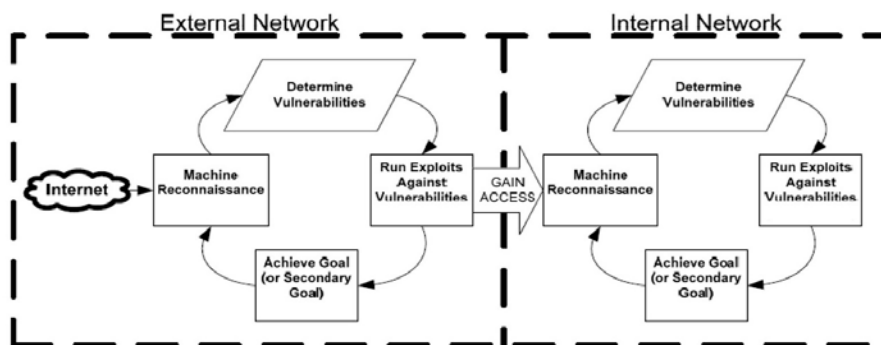 External Network
Internal Network
Determine
Vulnerabilities
Internet
Machine
Reconnaissance
Run Exploits
Against
Vulnerabilities
GAIN
ACCESS
Achieve Goal
(or Secondary
Goal)
Determine
Vulnerabilities
Machine
Reconnaissance
Run Exploits
Against
Vulnerabilities
Achieve Goal
(or Secondary
Goal)